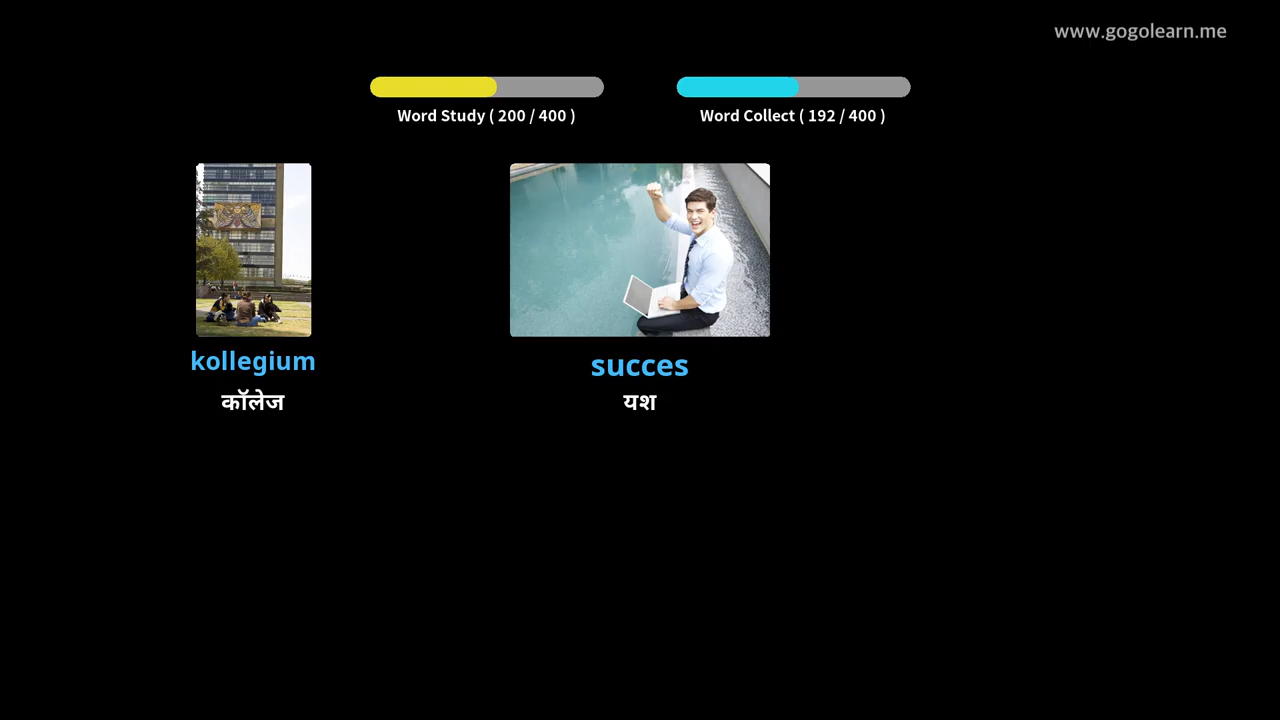 www.gogolearn.me
Word Study ( 200 / 400 )
Word Collect ( 192 / 400 )
kollegium
कॉलेज
succes
यश